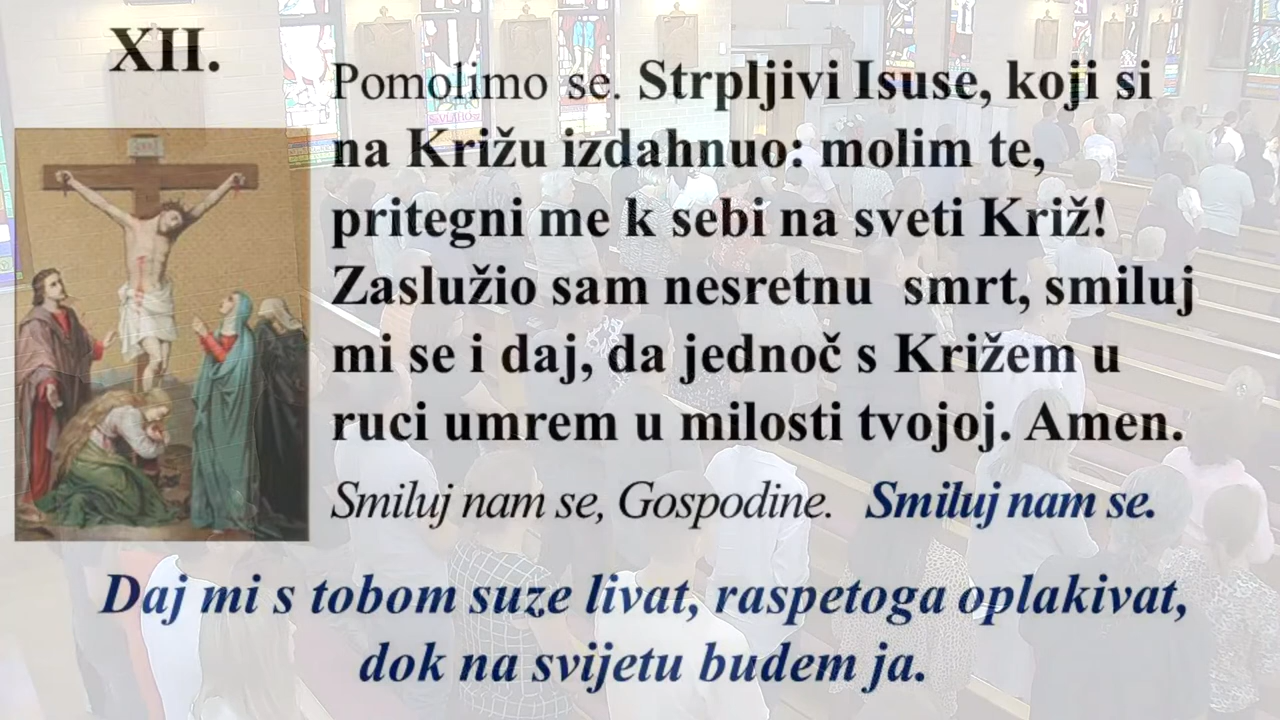 XII.
Pomolimo se. Strpljivi Isuse, koji si
na Križu izdahnuo: molim te,
pritegni me k sebi na sveti Križ!
Zaslužio sam nesretnu smrt, smiluj
mi se i daj, da jednoč s Križem u
ruci umrem u milosti tvojoj. Amen.
Smiluj nam se, Gospodine. Smiluj nam se.
Daj mi s tobom suze livat, raspetoga oplakivat,
dok na svijetu budem ja.